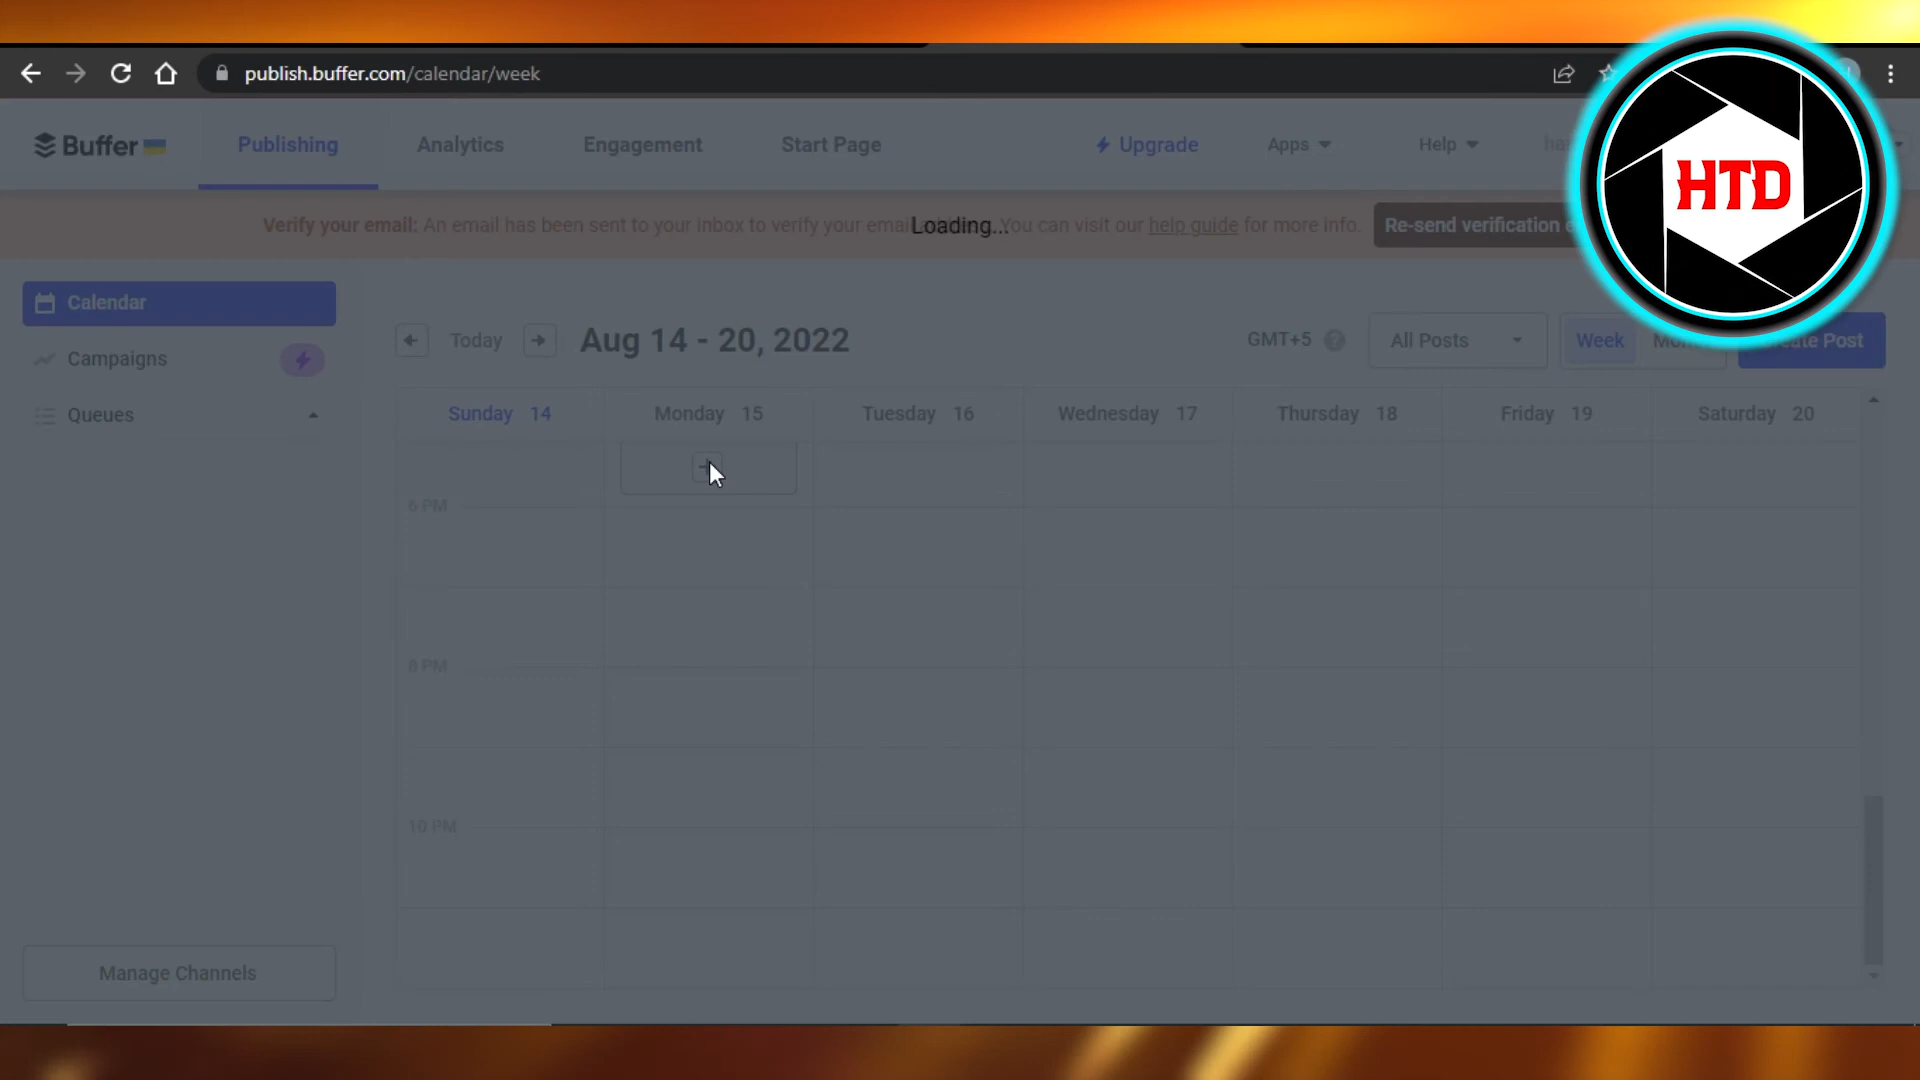 publish.buffer.com/calendar/week
HTD
Buffer
Publishing
Analytics
Engagement
Start Page
Upgrade
Apps
Help
Verify your email: An email has been sent to your inbox to verify your email
Loading...
You can visit our help guide for more info.
Re-send verification
Calendar
Campaigns
Queues
Manage Channels
Today
Aug 14 - 20, 2022
GMT+5
All Posts
Week
Post
Sunday 14
Monday 15
Tuesday 16
Wednesday 17
Thursday 18
Friday 19
Saturday 20
6 PM
8 PM
10 PM